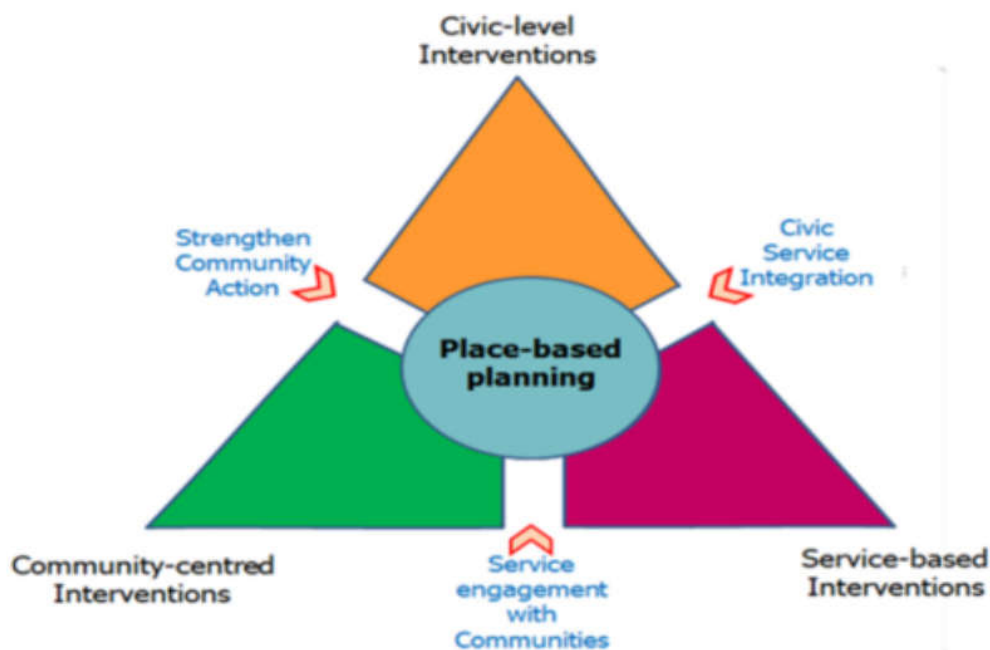 Civic-level
Interventions
Strengthen
Community
Action
Civic
Service
Integration
Place-based
planning
Community-centred
Interventions
Service
engagement
with
Communities
Service-based
Interventions